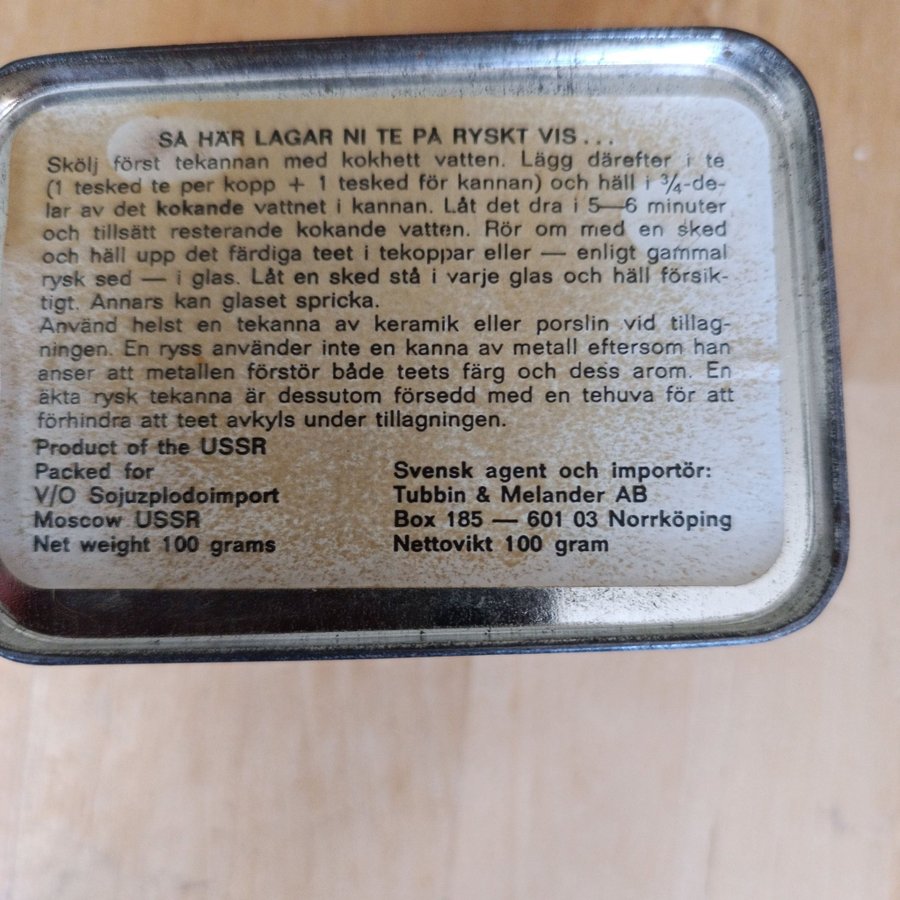 SÅ HÄR LAGAR NI TE PÅ RYSKT VIS...
Skölj först tekannan med kokhett vatten. Lägg därefter i te
(1 tesked te per kopp + 1 tesked för kannan) och häll i ¾-de-
lar av det kokande vattnet i kannan. Låt det dra i 5—6 minuter
och tillsätt resterande kokande vatten. Rör om med en sked
och häll upp det färdiga teet i tekoppar eller — enligt gammal
rysk sed — i glas. Låt en sked stå i varje glas och häll försik-
tigt. Annars kan glaset spricka.
Använd helst en tekanna av keramik eller porslin vid tillag-
ningen. En ryss använder inte en kanna av metall eftersom han
anser att metallen förstör både teets färg och dess arom. En
äkta rysk tekanna är dessutom försedd med en tehuva för att
förhindra att teet avkyls under tillagningen.
Product of the USSR
Packed for
V/O Sojuzplodoimport
Moscow USSR
Net weight 100 grams
Svensk agent och importör:
Tubbin & Melander AB
Box 185 — 601 03 Norrköping
Nettovikt 100 gram